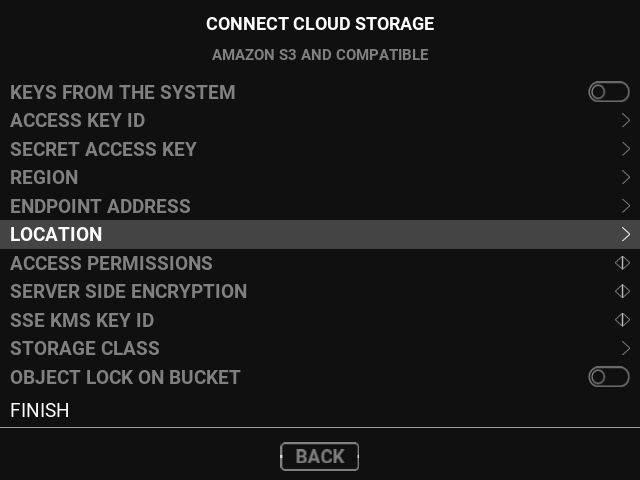 CONNECT CLOUD STORAGE
AMAZON S3 AND COMPATIBLE
KEYS FROM THE SYSTEM
ACCESS KEY ID
SECRET ACCESS KEY
REGION
ENDPOINT ADDRESS
LOCATION
ACCESS PERMISSIONS
SERVER SIDE ENCRYPTION
SSE KMS KEY ID
STORAGE CLASS
OBJECT LOCK ON BUCKET
FINISH
BACK